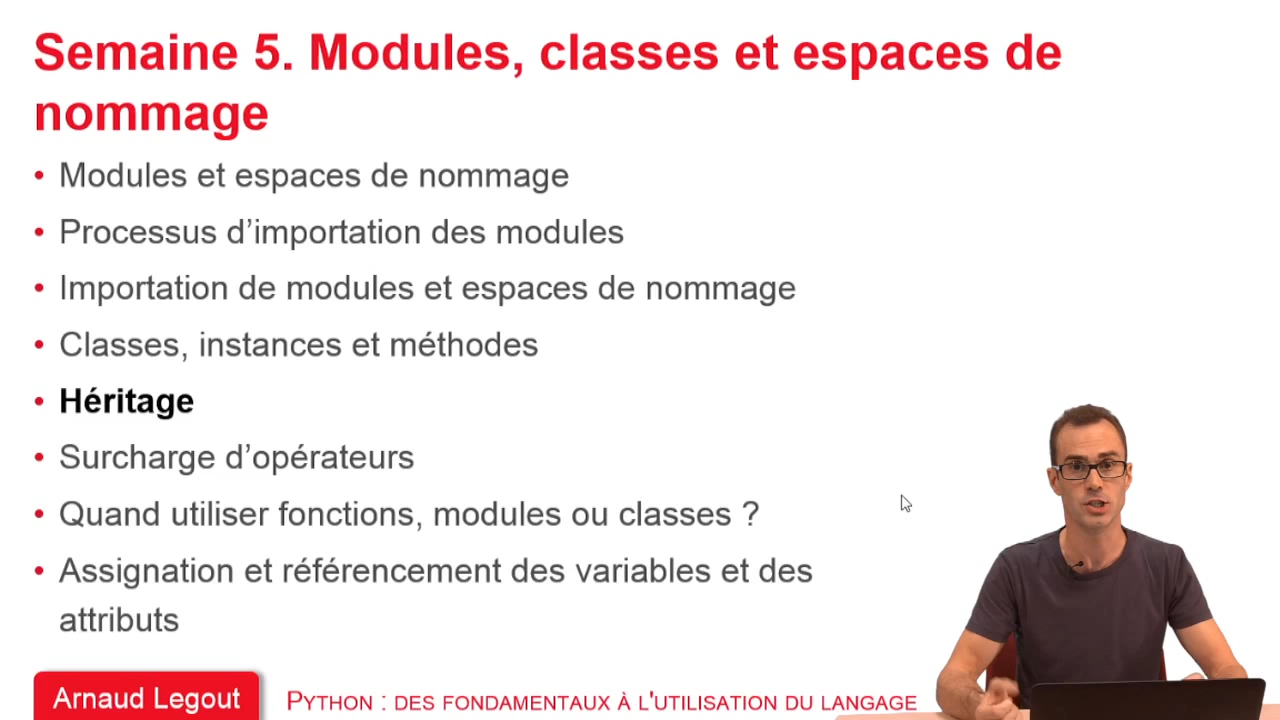 Semaine 5. Modules, classes et espaces de
nommage
• Modules et espaces de nommage
• Processus d’importation des modules
• Importation de modules et espaces de nommage
• Classes, instances et méthodes
• Héritage
• Surcharge d’opérateurs
• Quand utiliser fonctions, modules ou classes ?
• Assignation et référencement des variables et des
attributs
Arnaud Legout
PYTHON : DES FONDAMENTAUX À L'UTILISATION DU LANGAGE